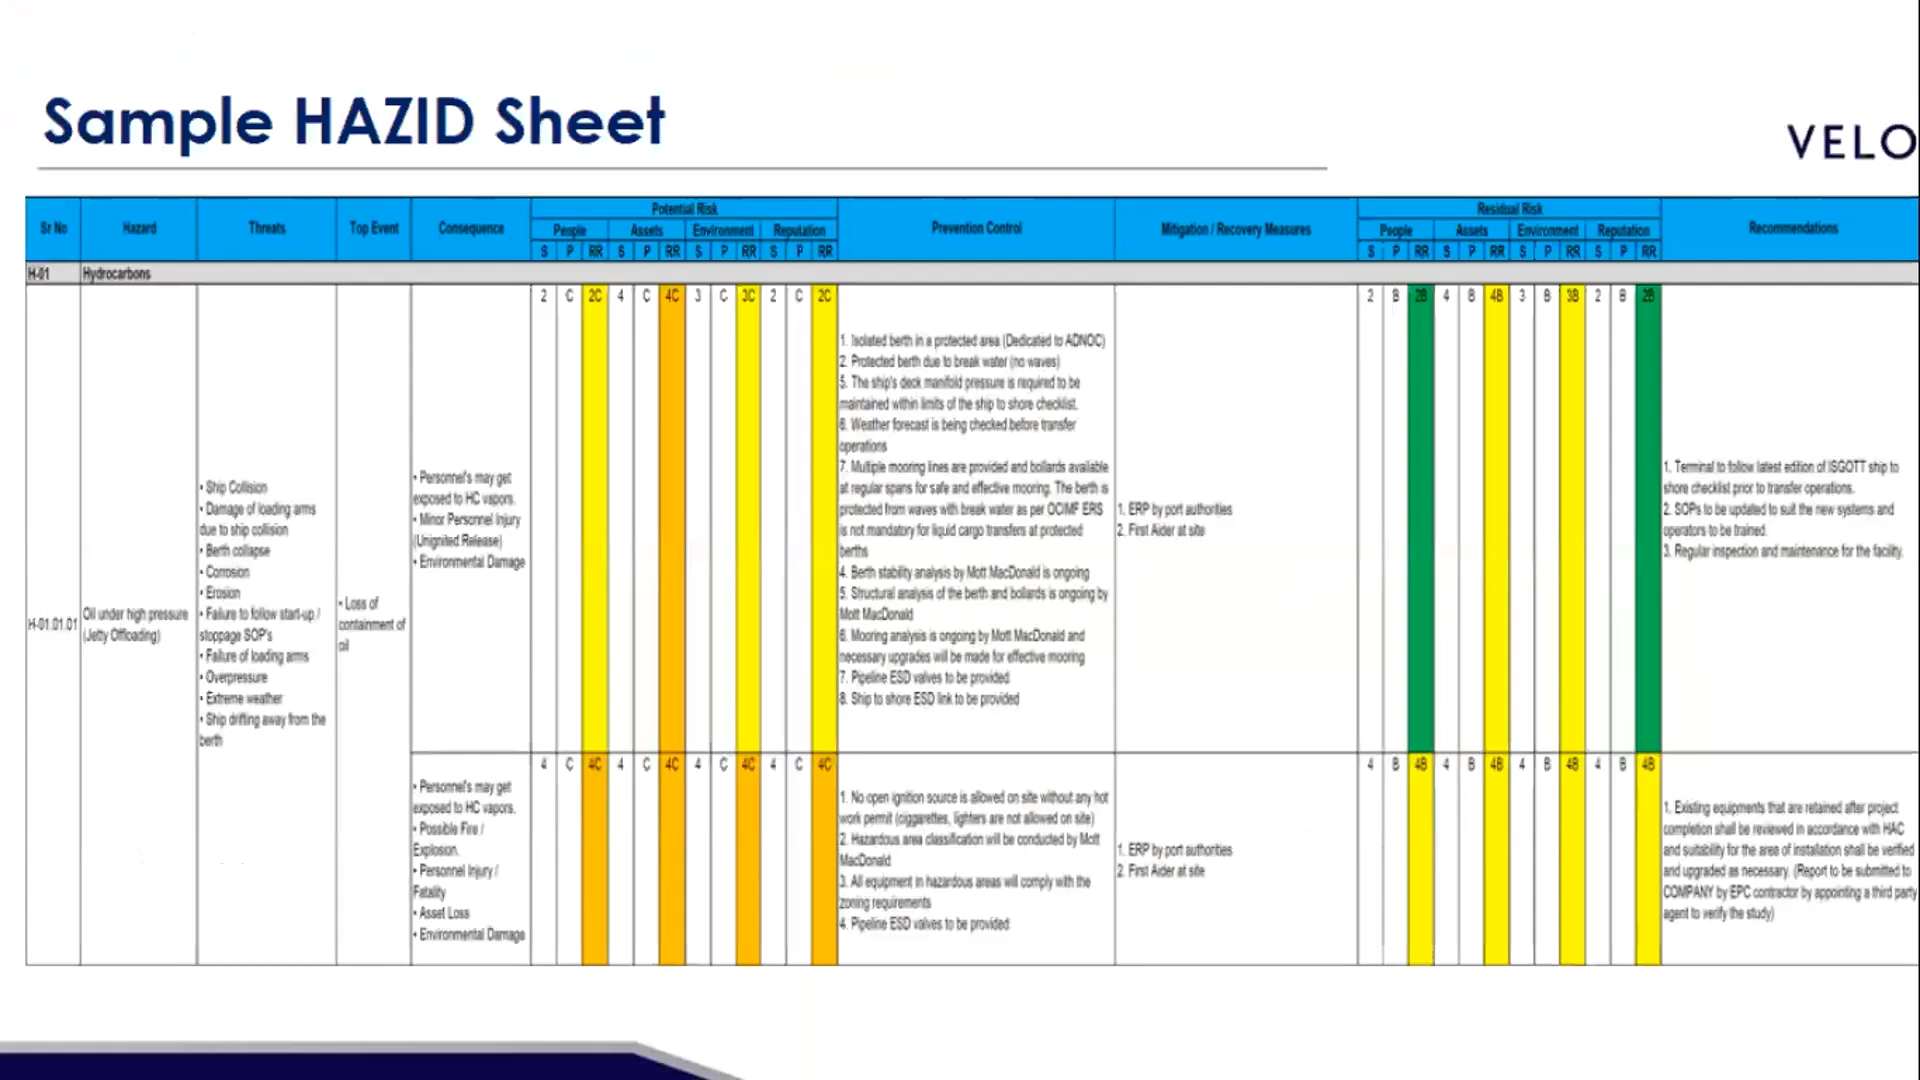 Sample HAZID Sheet
VELO
Sr No
Hazard
Threats
Top Event
Consequence
Potential Risk
People
Assets
Environment
Reputation
S P RR S P RR S P RR S P RR
Prevention Control
Mitigation / Recovery Measures
Residual Risk
People
Assets
Environment
Reputation
S P RR S P RR S P RR S P RR
Recommendations
H-01
Hydrocarbons
H-01.01.01
Oil under high pressure
(Jetty Offloading)
• Ship Collision
• Damage of loading arms
due to ship collision
• Berth collapse
• Corrosion
• Erosion
• Failure to follow start-up /
stoppage SOP's
• Failure of loading arms
• Overpressure
• Extreme weather
• Ship drifting away from the
berth
• Loss of
containment of
oil
• Personnel's may get
exposed to HC vapors.
• Minor Personnel Injury
(Unignited Release)
• Environmental Damage
2 C 2C 4 C 4C 3 C 3C 2 C 2C
1. Isolated berth in a protected area (Dedicated to ADNOC)
2. Protected berth due to break water (no waves)
5. The ship's deck manifold pressure is required to be
maintained within limits of the ship to shore checklist.
6. Weather forecast is being checked before transfer
operations
7. Multiple mooring lines are provided and bollards available
at regular spans for safe and effective mooring. The berth is
protected from waves with break water as per OCIMF ERS
is not mandatory for liquid cargo transfers at protected
berths
4. Berth stability analysis by Mott MacDonald is ongoing
5. Structural analysis of the berth and bollards is ongoing by
Mott MacDonald
6. Mooring analysis is ongoing by Mott MacDonald and
necessary upgrades will be made for effective mooring
7. Pipeline ESD valves to be provided
8. Ship to shore ESD link to be provided
1. ERP by port authorities
2. First Aider at site
2 B 2B 4 B 4B 3 B 3B 2 B 2B
1. Terminal to follow latest edition of ISGOTT ship to
shore checklist prior to transfer operations.
2. SOPs to be updated to suit the new systems and
operators to be trained.
3. Regular inspection and maintenance for the facility.
• Personnel's may get
exposed to HC vapors.
• Possible Fire /
Explosion.
• Personnel Injury /
Fatality
• Asset Loss
• Environmental Damage
4 C 4C 4 C 4C 4 C 4C 4 C 4C
1. No open ignition source is allowed on site without any hot
work permit (ciggarettes, lighters are not allowed on site)
2. Hazardous area classification will be conducted by Mott
MacDonald
3. All equipment in hazardous areas will comply with the
zoning requirements
4. Pipeline ESD valves to be provided
1. ERP by port authorities
2. First Aider at site
4 B 4B 4 B 4B 4 B 4B 4 B 4B
1. Existing equipments that are retained after project
completion shall be reviewed in accordance with HAC
and suitability for the area of installation shall be verified
and upgraded as necessary. (Report to be submitted to
COMPANY by EPC contractor by appointing a third party
agent to verify the study)